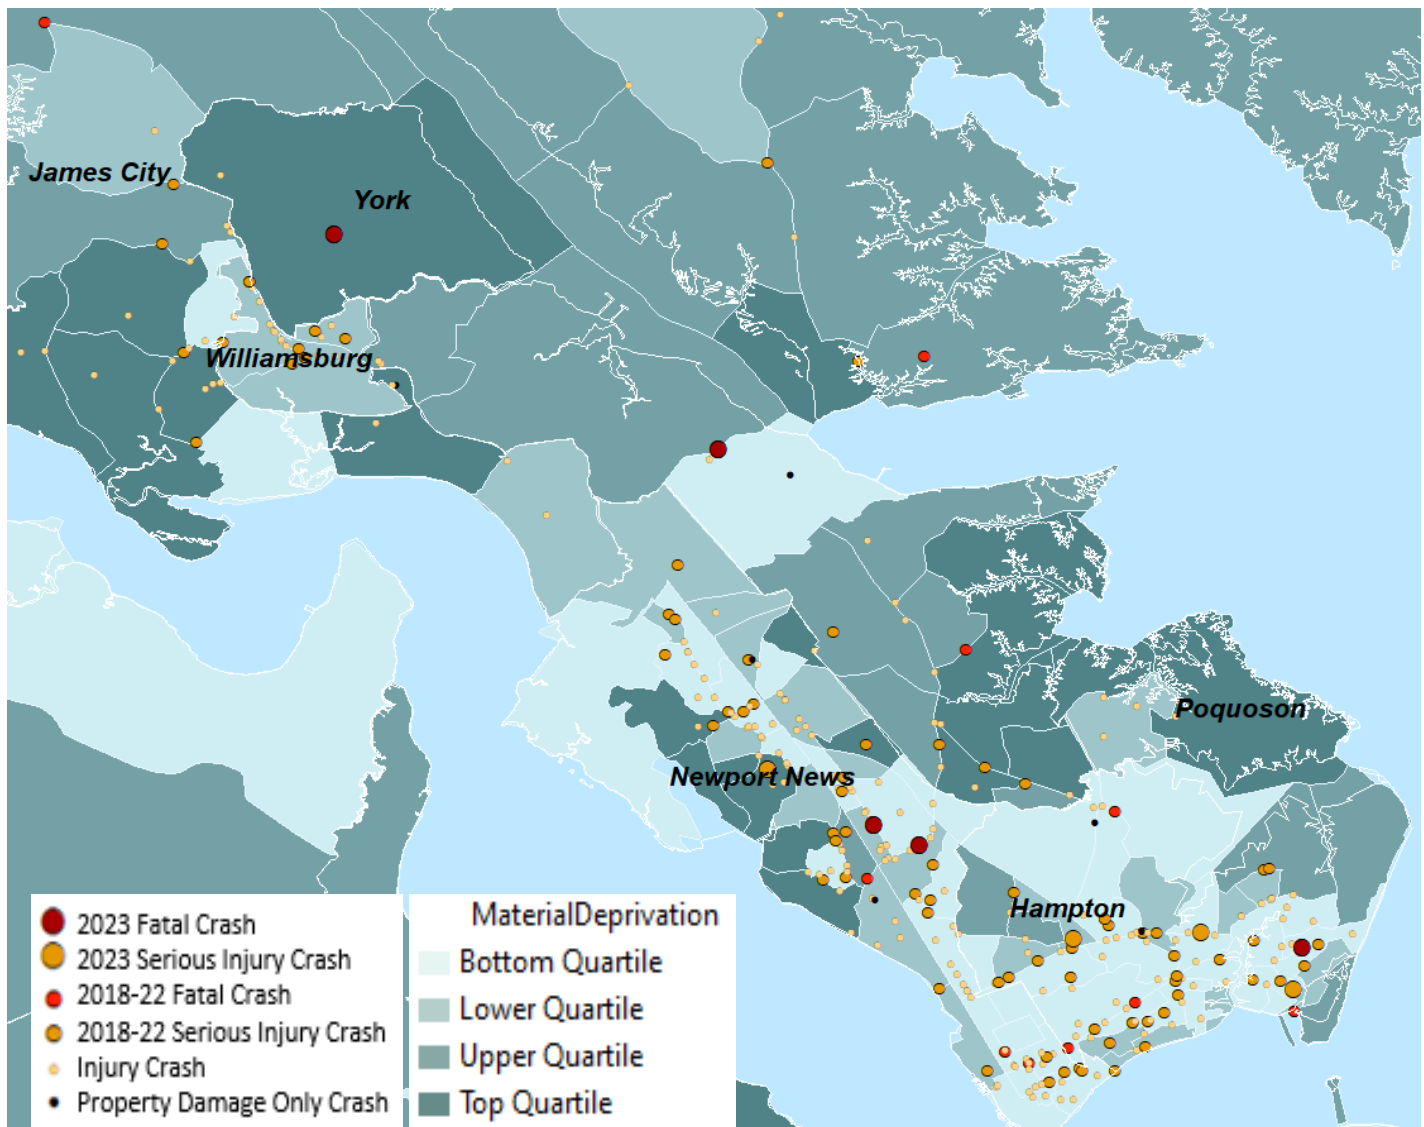 James City
York
Williamsburg
Poquoson
Newport News
Hampton
2023 Fatal Crash
2023 Serious Injury Crash
2018-22 Fatal Crash
2018-22 Serious Injury Crash
Injury Crash
Property Damage Only Crash
MaterialDeprivation
Bottom Quartile
Lower Quartile
Upper Quartile
Top Quartile